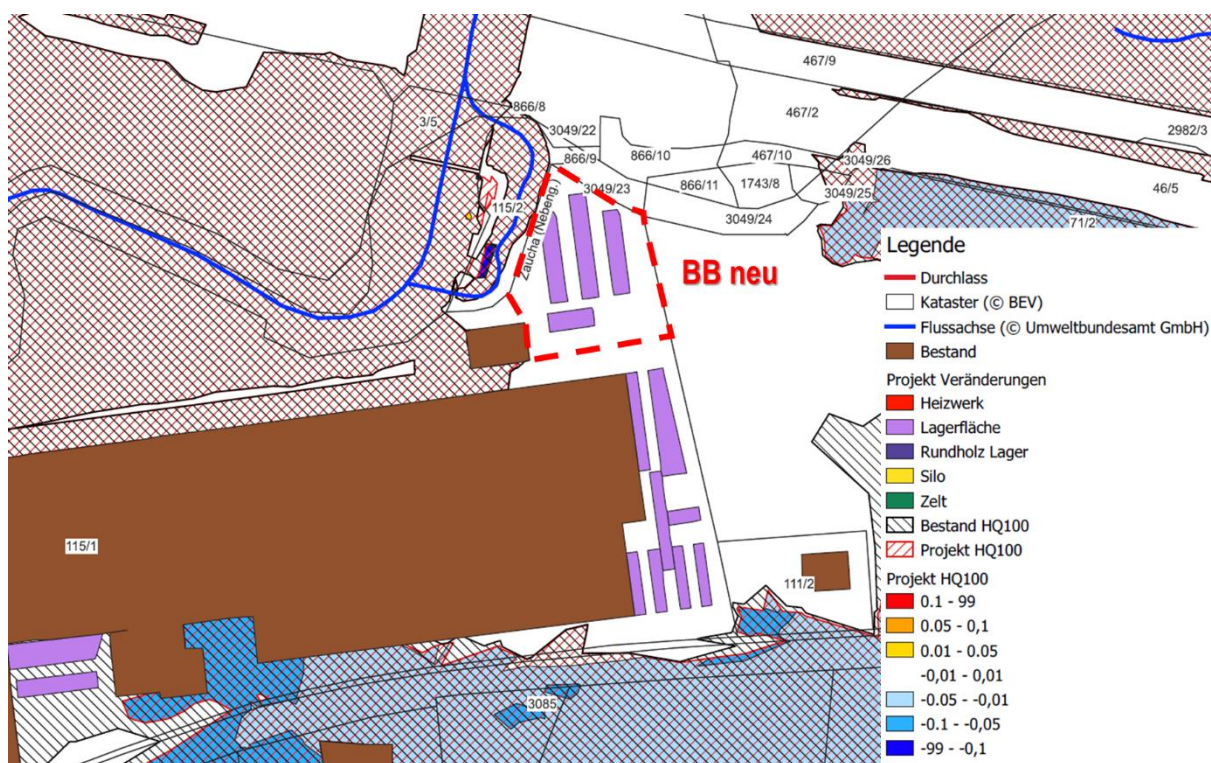 467/9
866/8
3/5
467/2
3049/22
2982/3
866/9
866/10
467/10
3049/26
3049/23
866/11
1743/8
46/5
3049/25
115/2
3049/24
71/2
Zaucha (Nebeng.)
BB neu
115/1
111/2
3085
Legende
Durchlass
Kataster (© BEV)
Flussachse (© Umweltbundesamt GmbH)
Bestand
Projekt Veränderungen
Heizwerk
Lagerfläche
Rundholz Lager
Silo
Zelt
Bestand HQ100
Projekt HQ100
Projekt HQ100
0.1 - 99
0.05 - 0,1
0.01 - 0.05
-0,01 - 0,01
-0.05 - -0,01
-0.1 - -0,05
-99 - -0,1